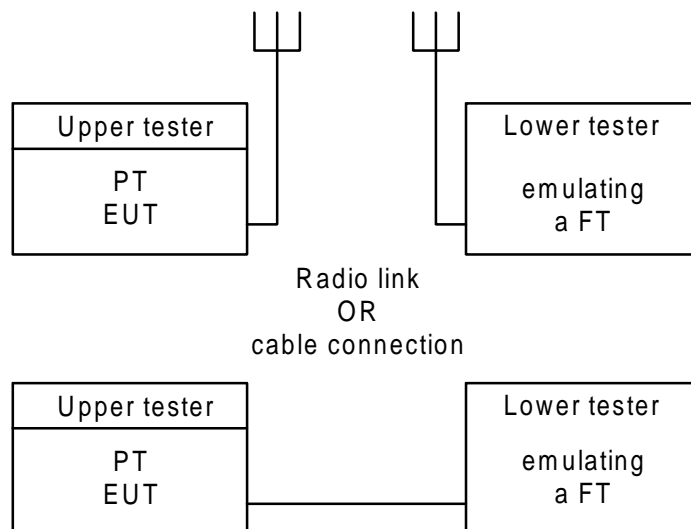 Upper tester
PT
EUT
Lower tester
emulating
a FT
Radio link
OR
cable connection
Upper tester
PT
EUT
Lower tester
emulating
a FT